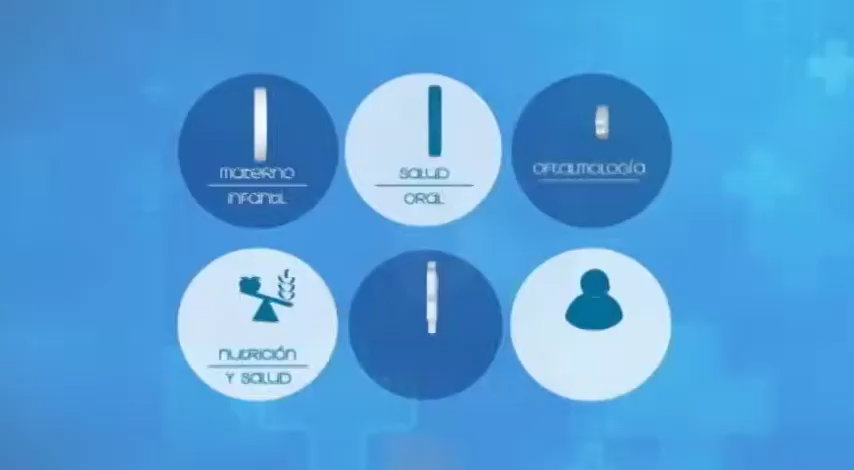 MATERNO
INFANTIL
SALUD
ORAL
OFTALMOLOGÍA
NUTRICIÓN
Y SALUD